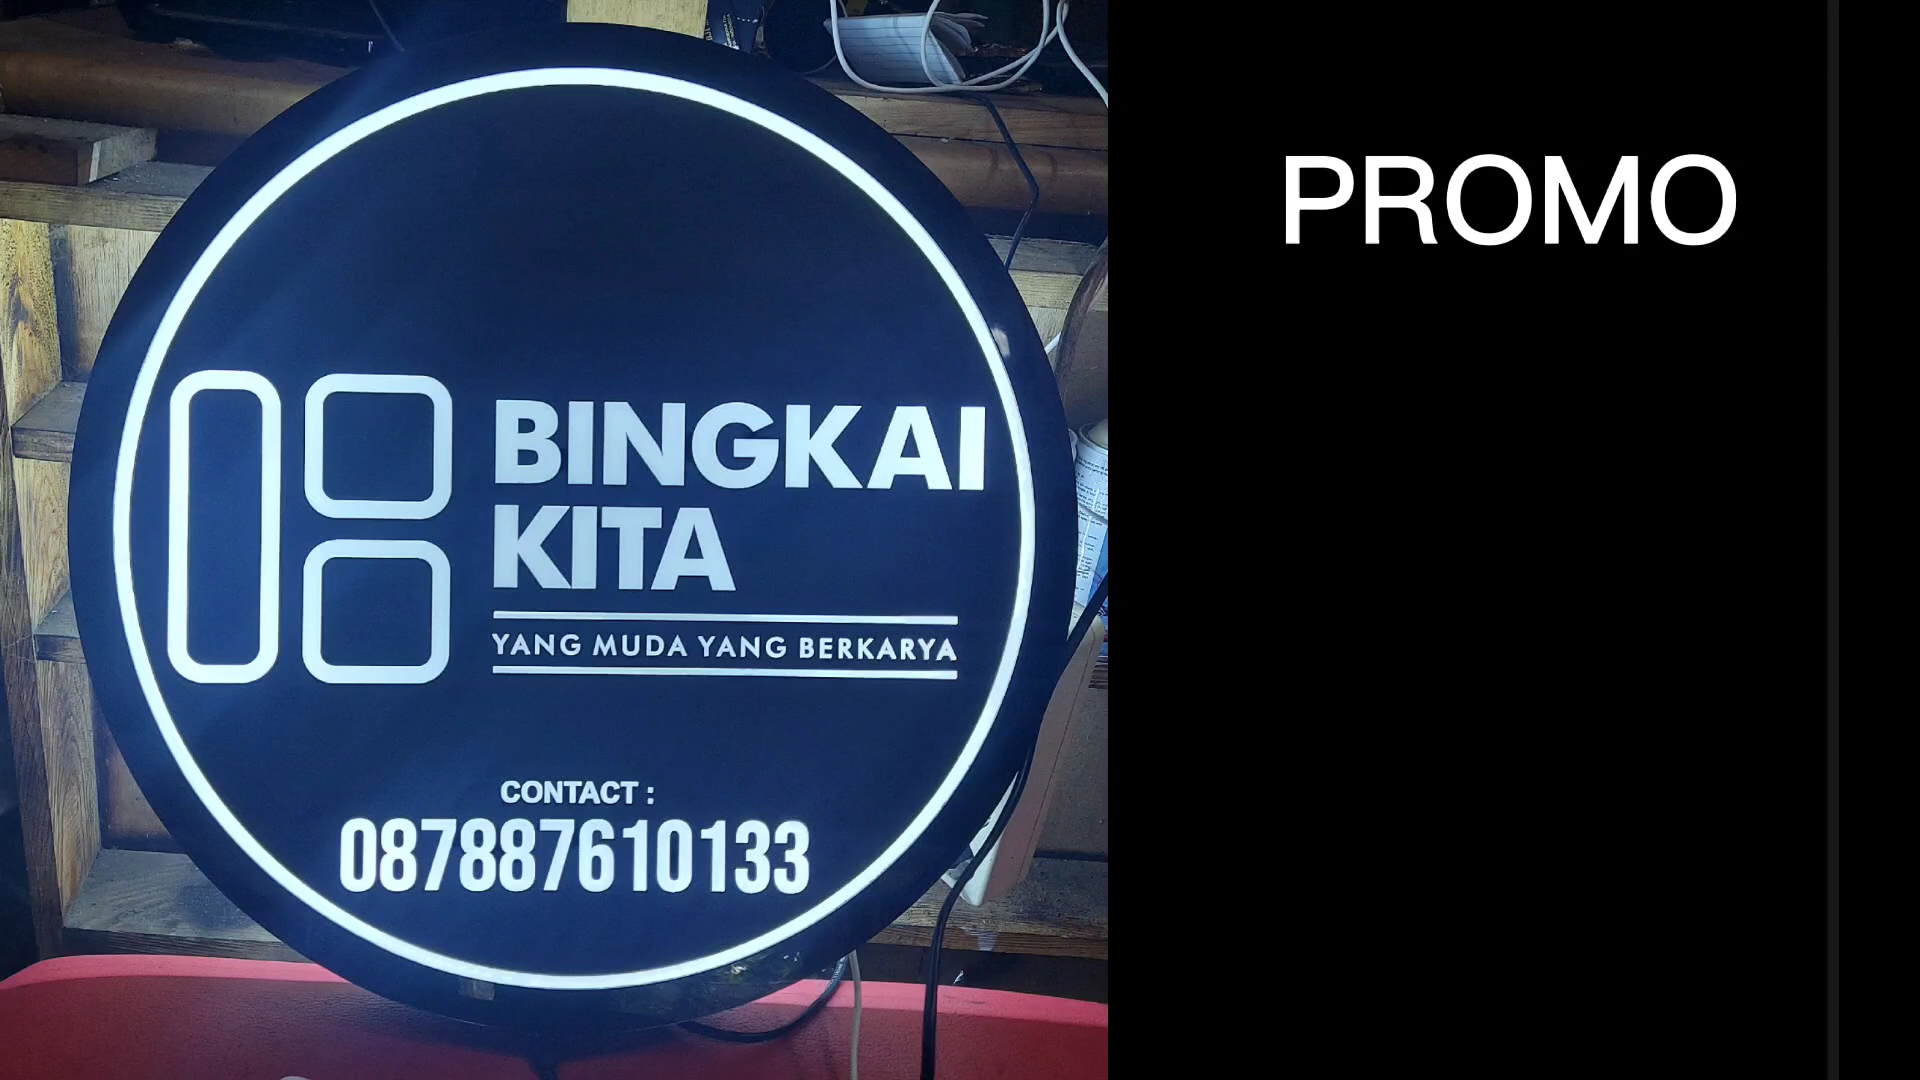 BINGKAI
KITA
YANG MUDA YANG BERKARYA
CONTACT :
087887610133
PROMO